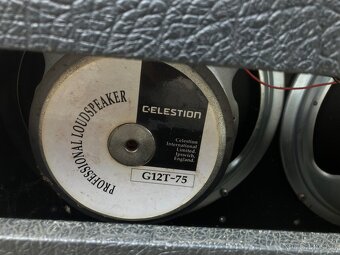 CELESTION
PROFESSIONAL LOUDSPEAKER
Celestion
International
Limited,
Ipswich,
England.
G12T-75